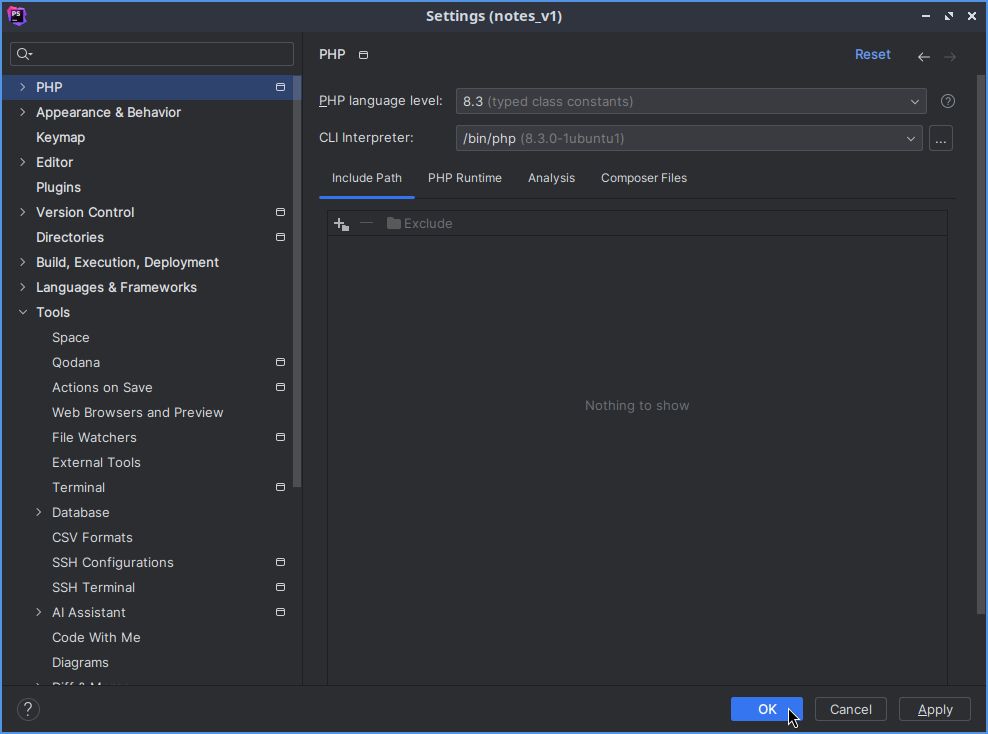 Settings (notes_v1)
PHP
Reset
PHP
Appearance & Behavior
Keymap
Editor
Plugins
Version Control
Directories
Build, Execution, Deployment
Languages & Frameworks
Tools
Space
Qodana
Actions on Save
Web Browsers and Preview
File Watchers
External Tools
Terminal
Database
CSV Formats
SSH Configurations
SSH Terminal
AI Assistant
Code With Me
Diagrams
PHP language level: 8.3 (typed class constants)
CLI Interpreter: /bin/php (8.3.0-1ubuntu1) ...
Include Path PHP Runtime Analysis Composer Files
Exclude
Nothing to show
? OK Cancel Apply